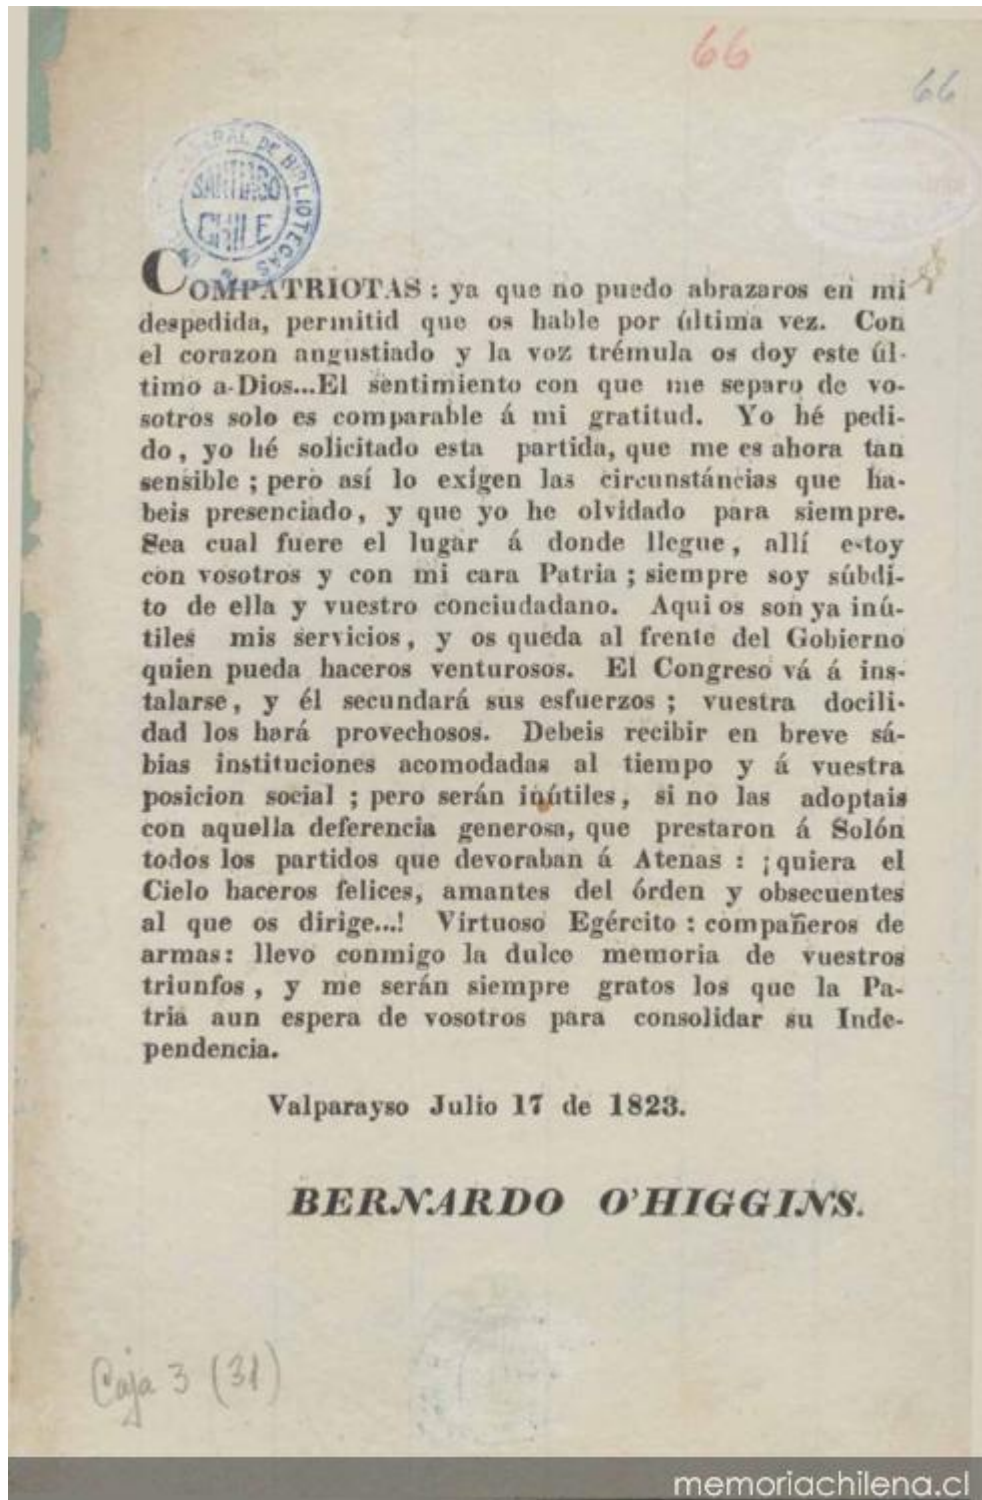 66
66
GENERAL DE BIBLIOTECAS
SANTIAGO
CHILE
COMPATRIOTAS : ya que no puedo abrazaros en mi
despedida, permitid que os hable por última vez. Con
el corazon angustiado y la voz trémula os doy este úl-
timo a-Dios...El sentimiento con que me separo de vo-
sotros solo es comparable á mi gratitud. Yo hé pedi-
do, yo hé solicitado esta partida, que me es ahora tan
sensible ; pero así lo exigen las circunstáncias que ha-
beis presenciado, y que yo he olvidado para siempre.
Sea cual fuere el lugar á donde llegue, allí estoy
con vosotros y con mi cara Patria ; siempre soy súbdi-
to de ella y vuestro conciudadano. Aqui os son ya inú-
tiles mis servicios, y os queda al frente del Gobierno
quien pueda haceros venturosos. El Congreso vá á ins-
talarse, y él secundará sus esfuerzos ; vuestra docili-
dad los hará provechosos. Debeis recibir en breve sá-
bias instituciones acomodadas al tiempo y á vuestra
posicion social ; pero serán inútiles, si no las adoptais
con aquella deferencia generosa, que prestaron á Solón
todos los partidos que devoraban á Atenas : ¡quiera el
Cielo haceros felices, amantes del órden y obsecuentes
al que os dirige...! Virtuoso Egército : compañeros de
armas: llevo conmigo la dulce memoria de vuestros
triunfos, y me serán siempre gratos los que la Pa-
tria aun espera de vosotros para consolidar su Inde-
pendencia.
Valparayso Julio 17 de 1823.
BERNARDO O'HIGGINS.
Caja 3 (31)
memoriachilena.cl